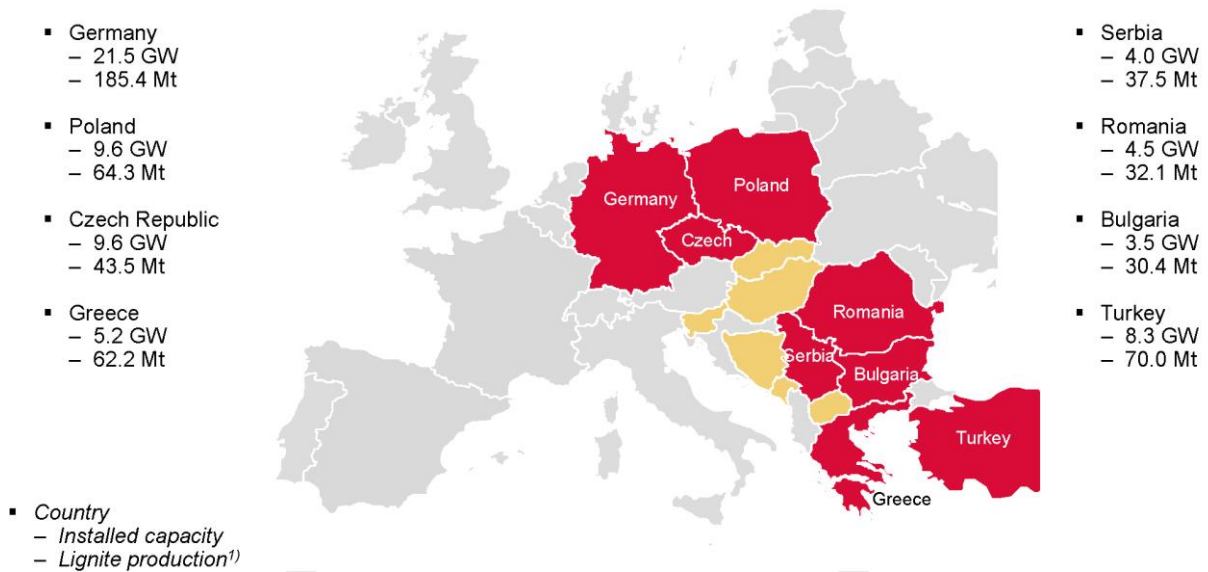 ▪ Germany
– 21.5 GW
– 185.4 Mt
▪ Poland
– 9.6 GW
– 64.3 Mt
▪ Czech Republic
– 9.6 GW
– 43.5 Mt
▪ Greece
– 5.2 GW
– 62.2 Mt
▪ Country
– Installed capacity
– Lignite production¹⁾
Germany
Poland
Czech
Romania
Serbia
Bulgaria
Turkey
Greece
▪ Serbia
– 4.0 GW
– 37.5 Mt
▪ Romania
– 4.5 GW
– 32.1 Mt
▪ Bulgaria
– 3.5 GW
– 30.4 Mt
▪ Turkey
– 8.3 GW
– 70.0 Mt